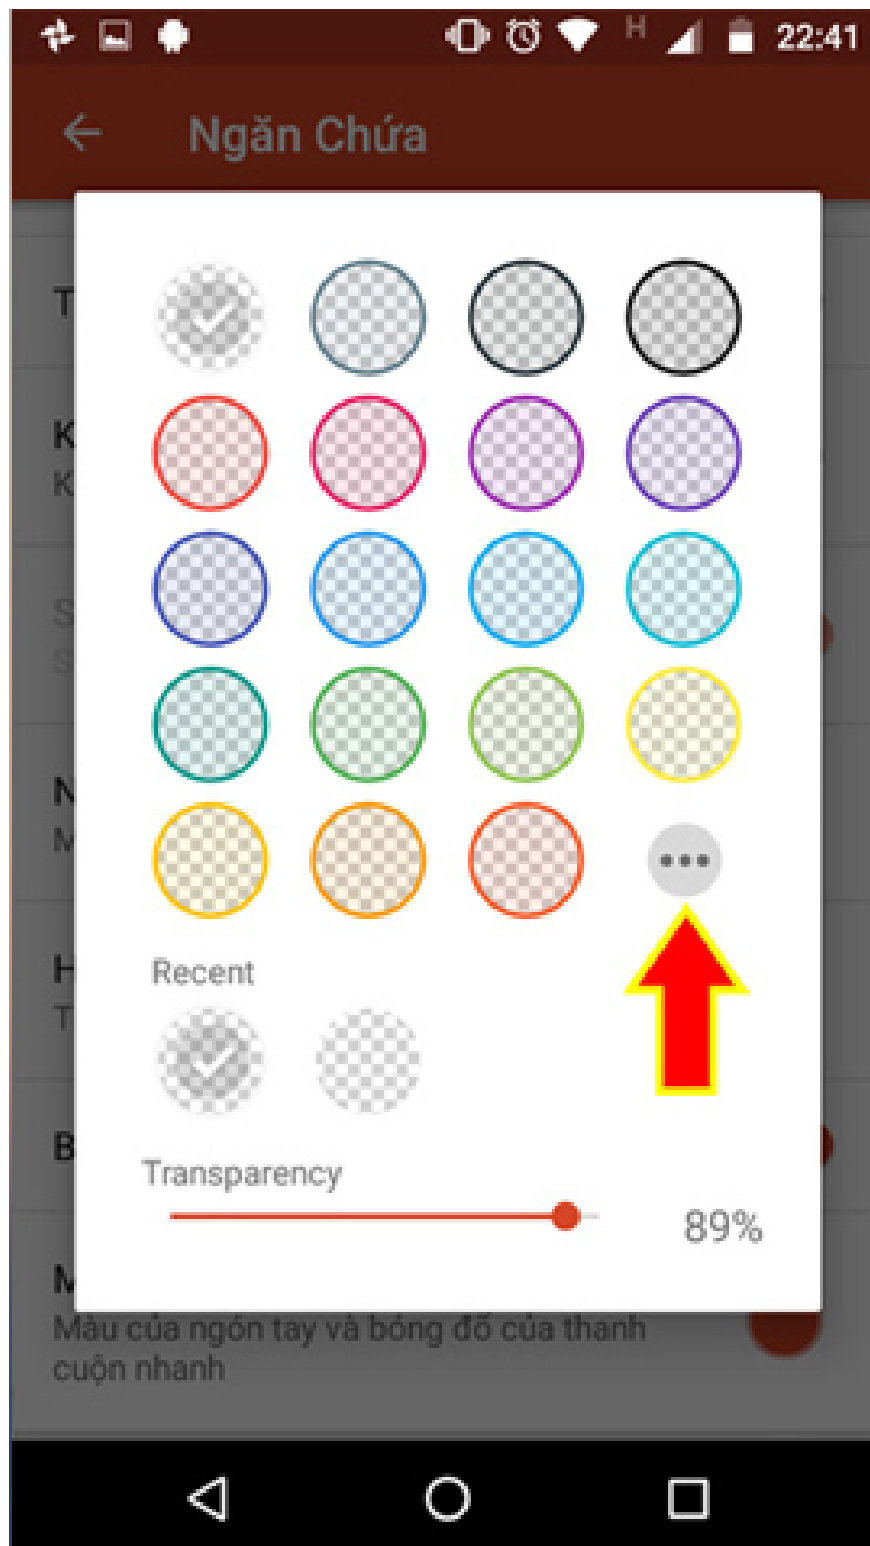 H 22:41
Ngăn Chứa
T
K
K
S
S
N
M
H
T
Recent
B
Transparency
89%
M
Màu của ngón tay và bóng đổ của thanh
cuộn nhanh